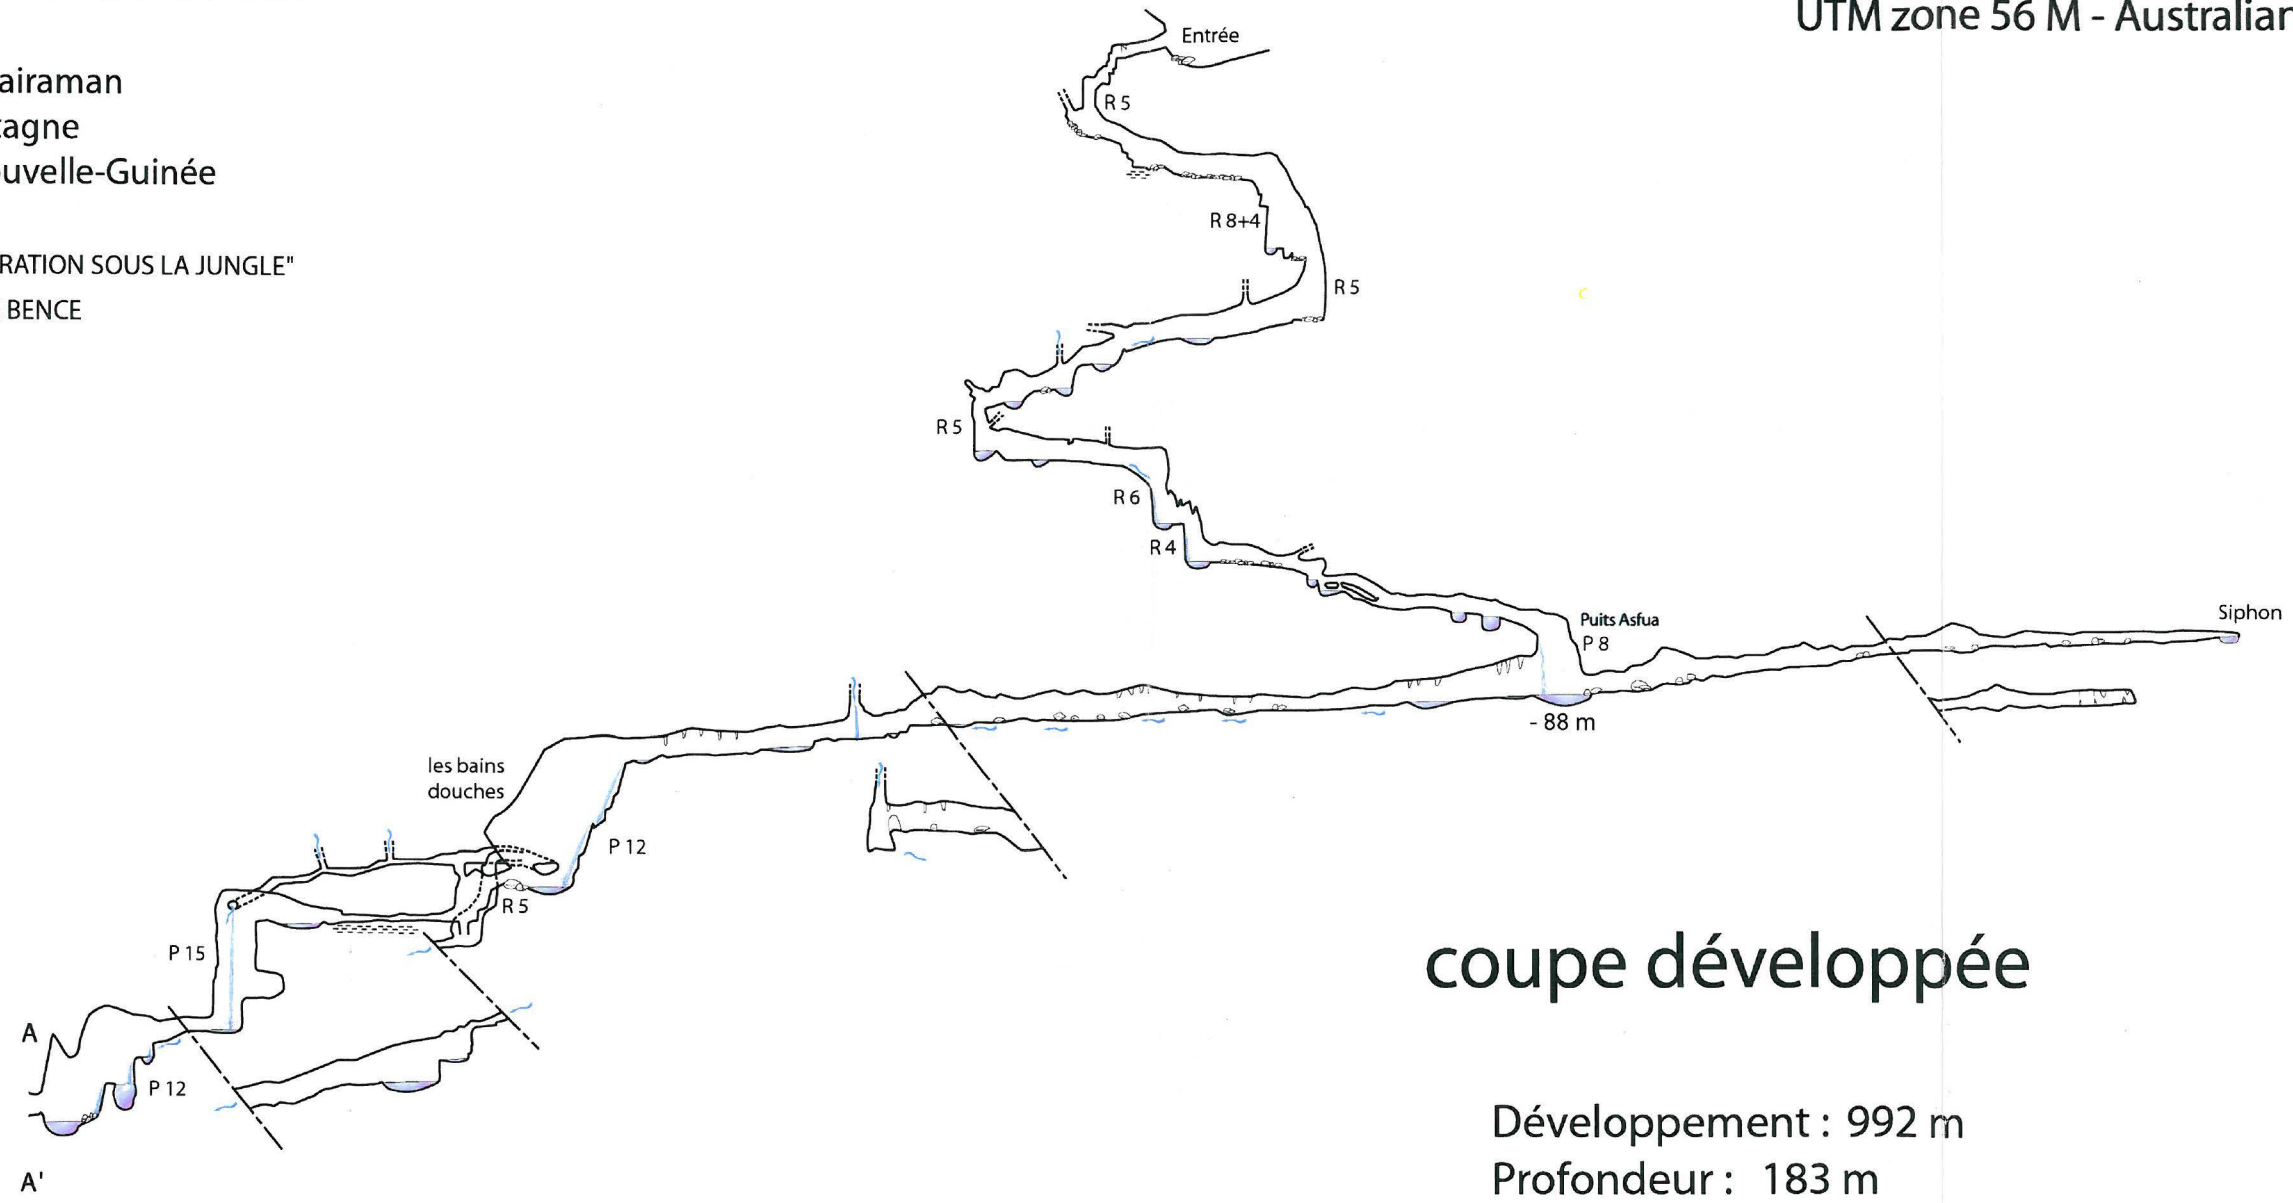 UTM zone 56 M - Australian
Entrée
airaman
tagne
uvelle-Guinée
RATION SOUS LA JUNGLE"
BENCE
R 5
R 8+4
R 5
R 5
R 6
R 4
Siphon
Puits Asfua
P 8
- 88 m
les bains
douches
P 12
R 5
P 15
A
P 12
A'
coupe développée
Développement : 992 m
Profondeur : 183 m